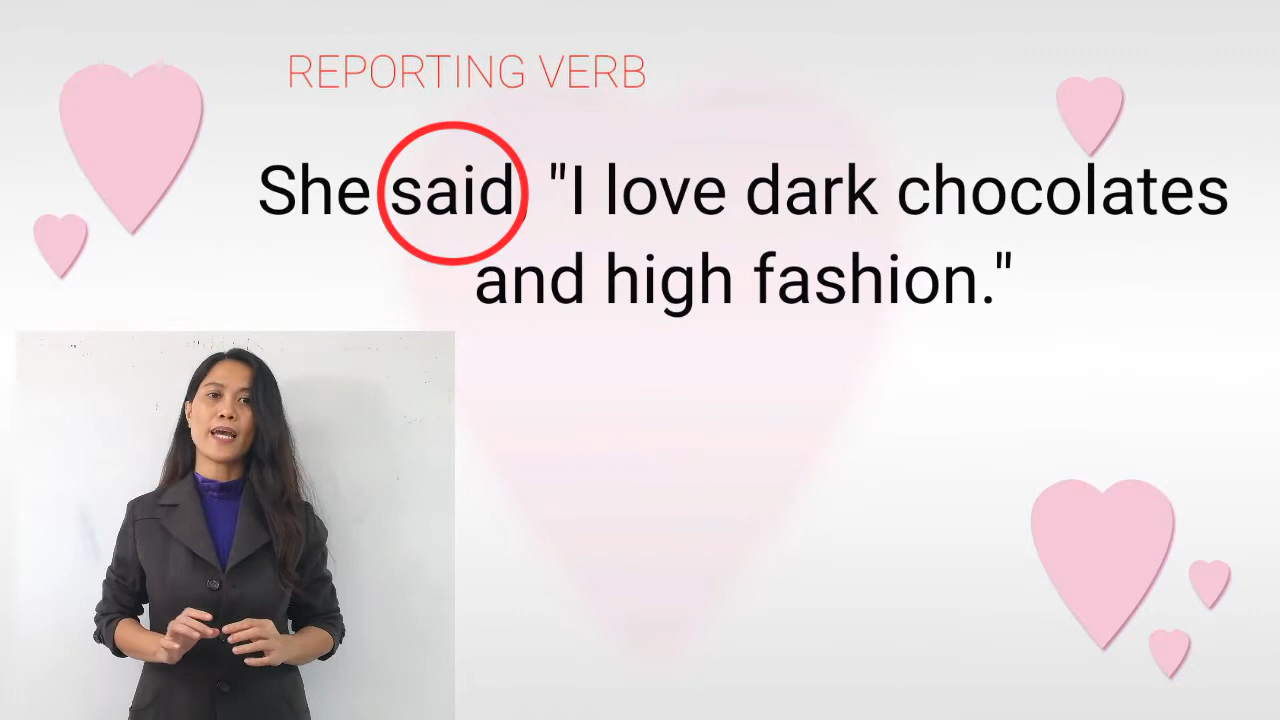 REPORTING VERB
She said, "I love dark chocolates
and high fashion."